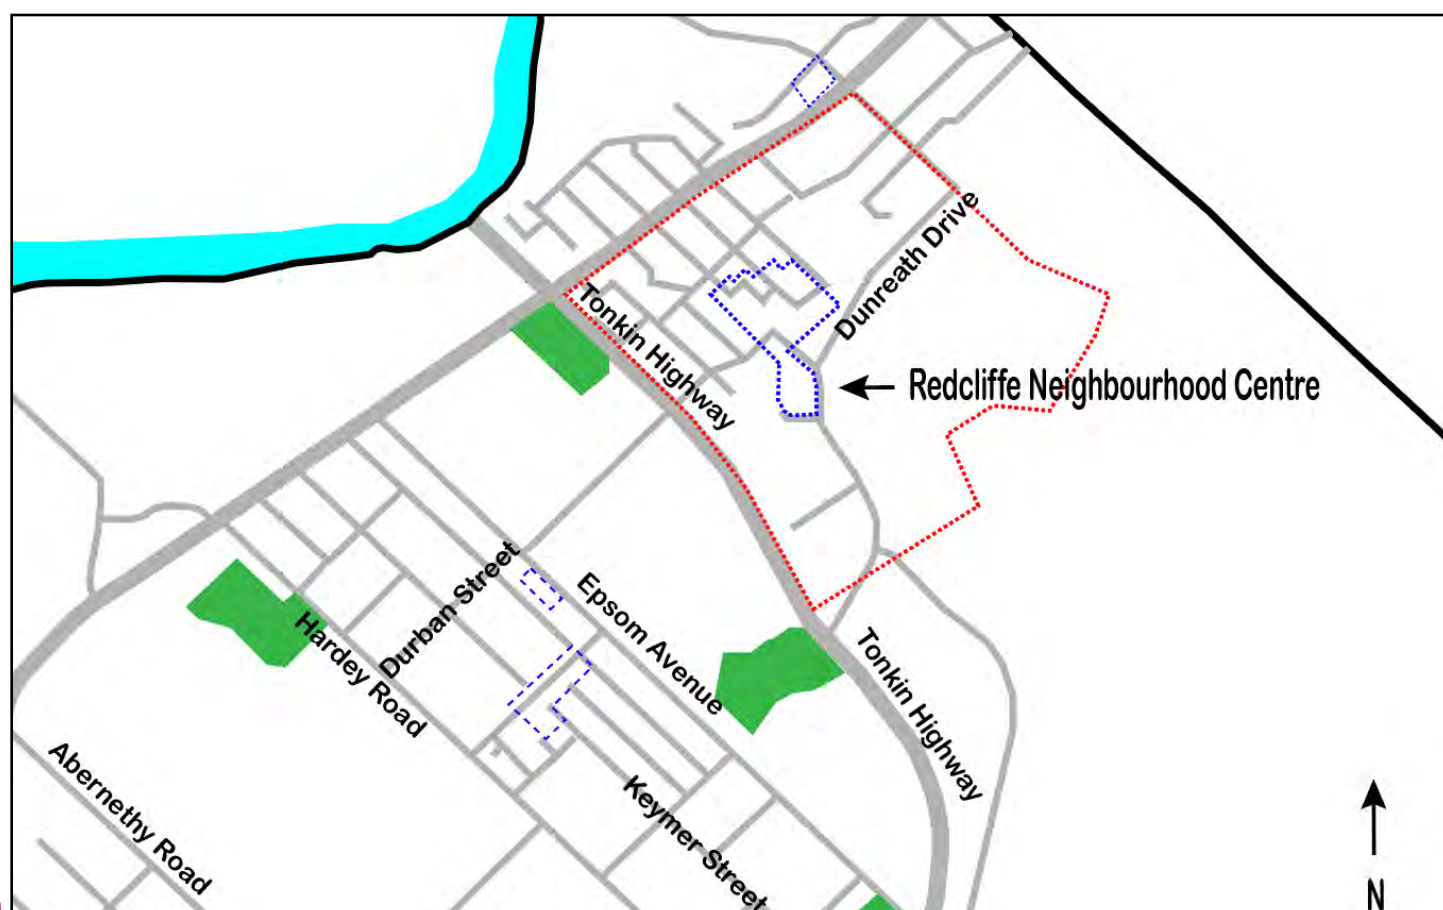 Dunreath Drive
Tonkin Highway
Redcliffe Neighbourhood Centre
Durban Street
Epsom Avenue
Hardey Road
Tonkin Highway
Abernethy Road
Keymer Street
N